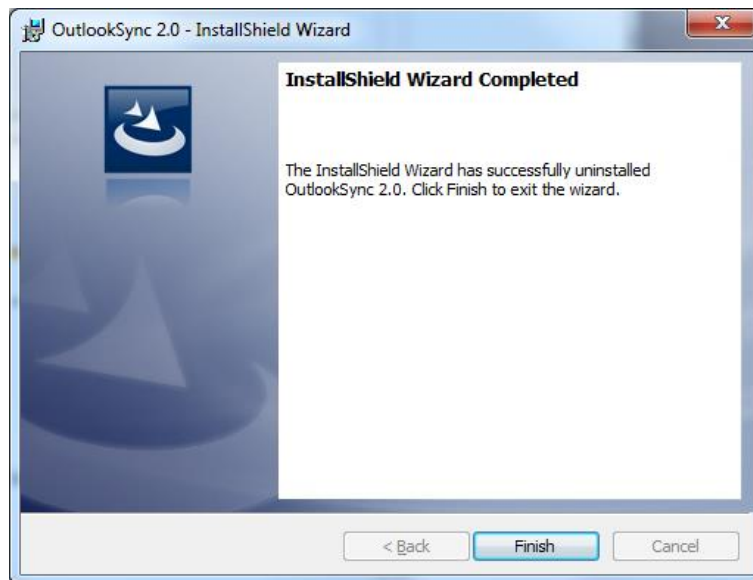 OutlookSync 2.0 - InstallShield Wizard
X
InstallShield Wizard Completed
The InstallShield Wizard has successfully uninstalled
OutlookSync 2.0. Click Finish to exit the wizard.
< Back
Finish
Cancel